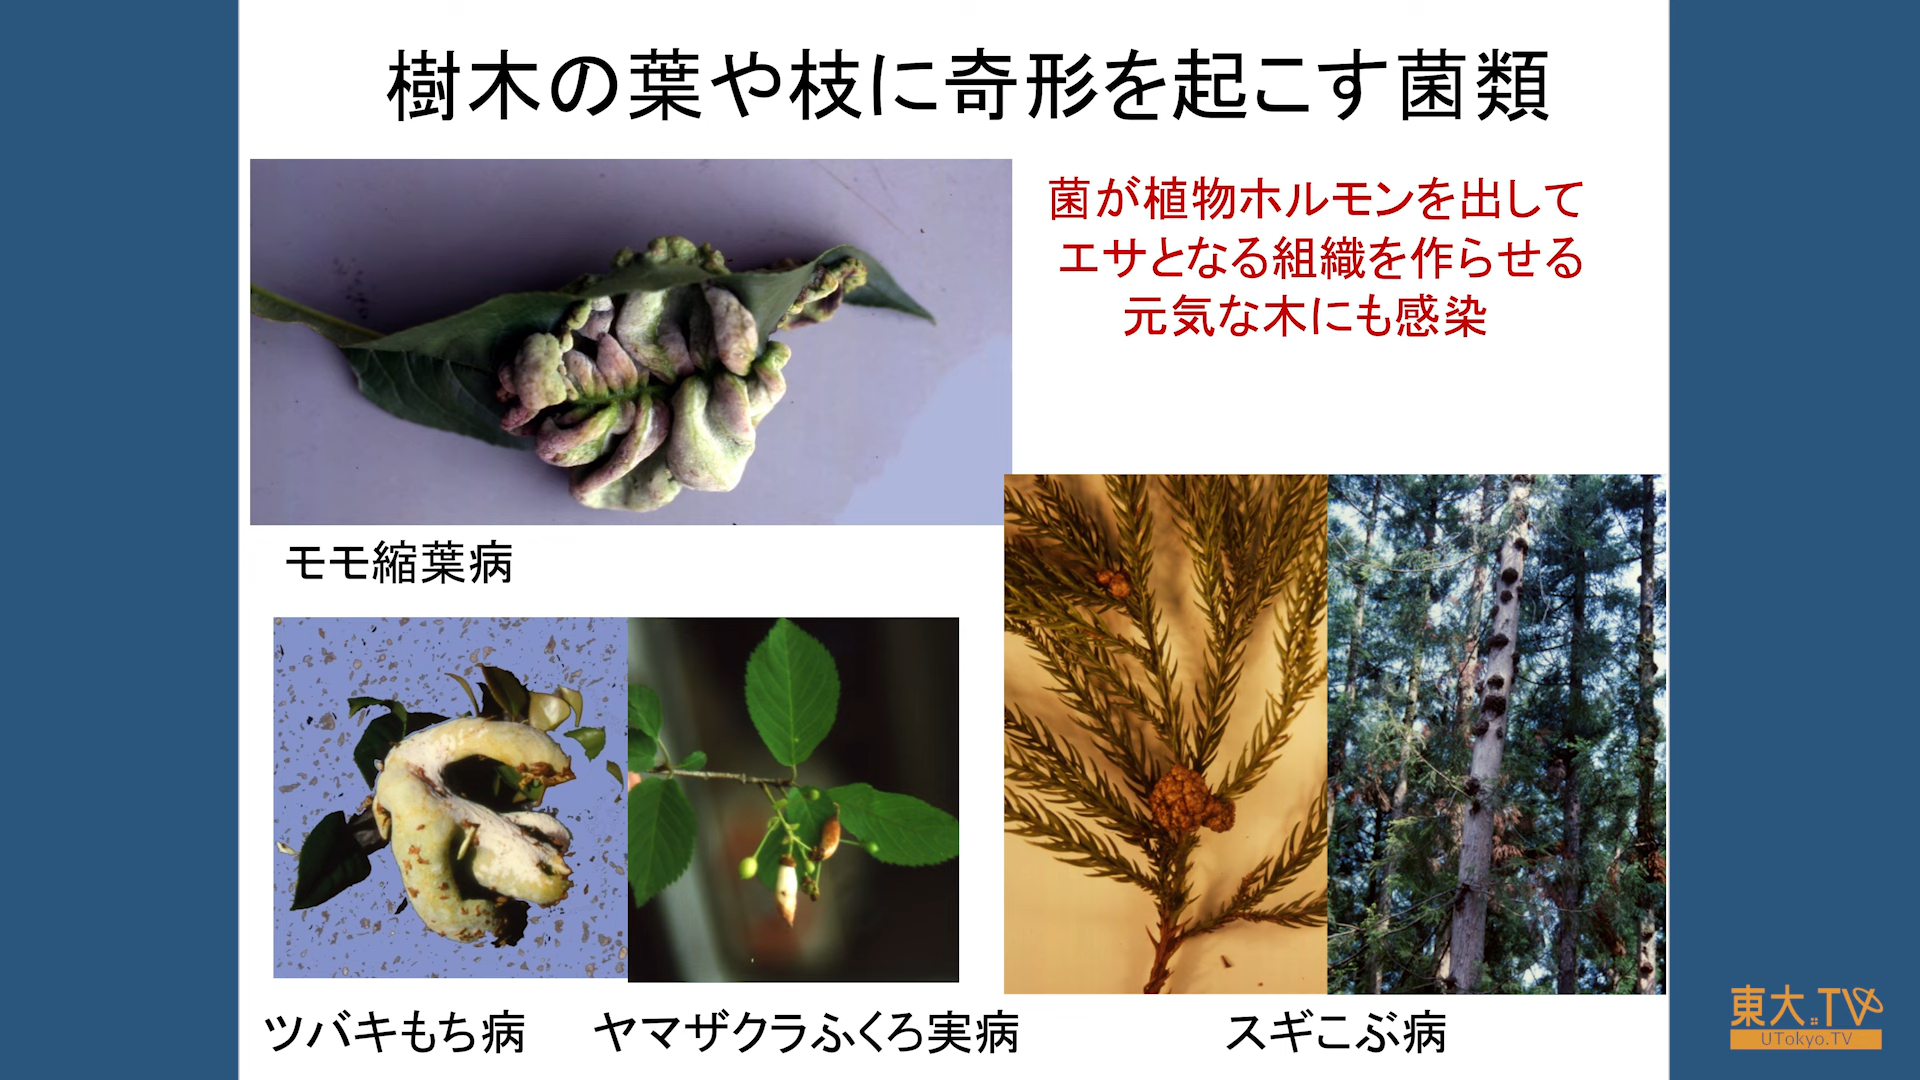 樹木の葉や枝に奇形を起こす菌類
菌が植物ホルモンを出して
エサとなる組織を作らせる
元気な木にも感染
モモ縮葉病
ツバキもち病
ヤマザクラふくろ実病
スギこぶ病
東大.TV
UTokyo.TV